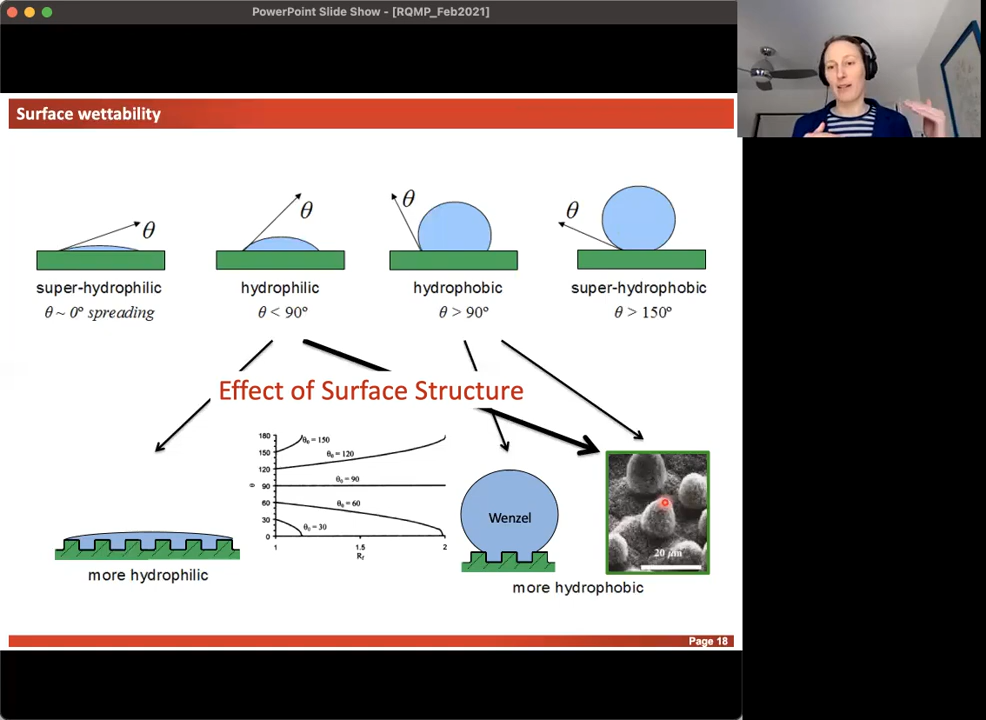 PowerPoint Slide Show - [RQMP_Feb2021]
Surface wettability
θ
θ
θ
θ
super-hydrophilic
hydrophilic
hydrophobic
super-hydrophobic
θ ~ 0° spreading
θ < 90°
θ > 90°
θ > 150°
Effect of Surface Structure
180
150
120
90
60
30
0
θ
θ₀ = 150
θ₀ = 120
θ₀ = 90
θ₀ = 60
θ₀ = 30
1
1.5
2
R_f
Wenzel
20 μm
more hydrophilic
more hydrophobic
Page 18